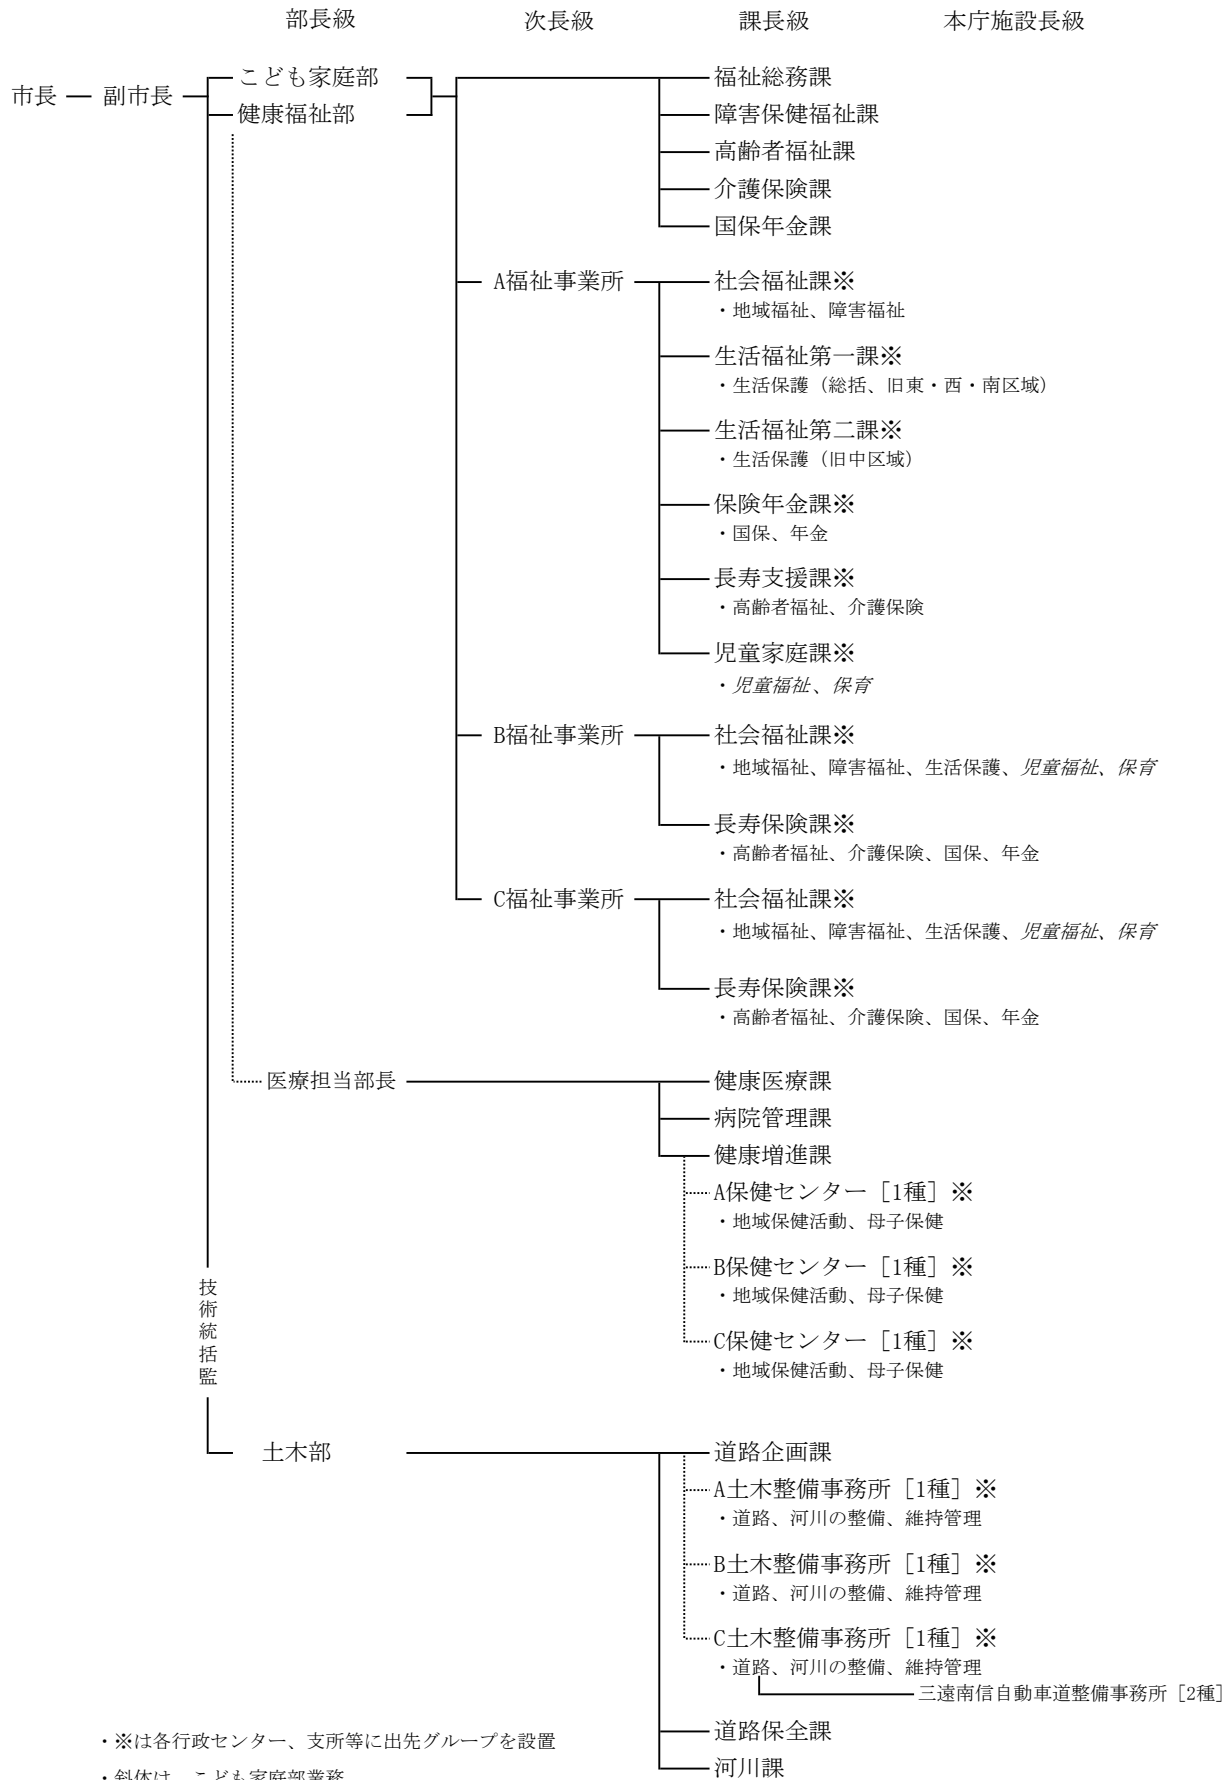 部長級 次長級 課長級 本庁施設長級
市長 副市長
こども家庭部
健康福祉部
福祉総務課
障害保健福祉課
高齢者福祉課
介護保険課
国保年金課
A福祉事業所
社会福祉課※
・地域福祉、障害福祉
生活福祉第一課※
・生活保護（総括、旧東・西・南区域）
生活福祉第二課※
・生活保護（旧中区域）
保険年金課※
・国保、年金
長寿支援課※
・高齢者福祉、介護保険
児童家庭課※
・児童福祉、保育
B福祉事業所
社会福祉課※
・地域福祉、障害福祉、生活保護、児童福祉、保育
長寿保険課※
・高齢者福祉、介護保険、国保、年金
C福祉事業所
社会福祉課※
・地域福祉、障害福祉、生活保護、児童福祉、保育
長寿保険課※
・高齢者福祉、介護保険、国保、年金
医療担当部長
健康医療課
病院管理課
健康増進課
A保健センター［1種］※
・地域保健活動、母子保健
B保健センター［1種］※
・地域保健活動、母子保健
C保健センター［1種］※
・地域保健活動、母子保健
技術統括監
土木部
道路企画課
A土木整備事務所［1種］※
・道路、河川の整備、維持管理
B土木整備事務所［1種］※
・道路、河川の整備、維持管理
C土木整備事務所［1種］※
・道路、河川の整備、維持管理
三遠南信自動車道整備事務所［2種］
道路保全課
河川課
・※は各行政センター、支所等に出先グループを設置
・斜体は、こども家庭部業務